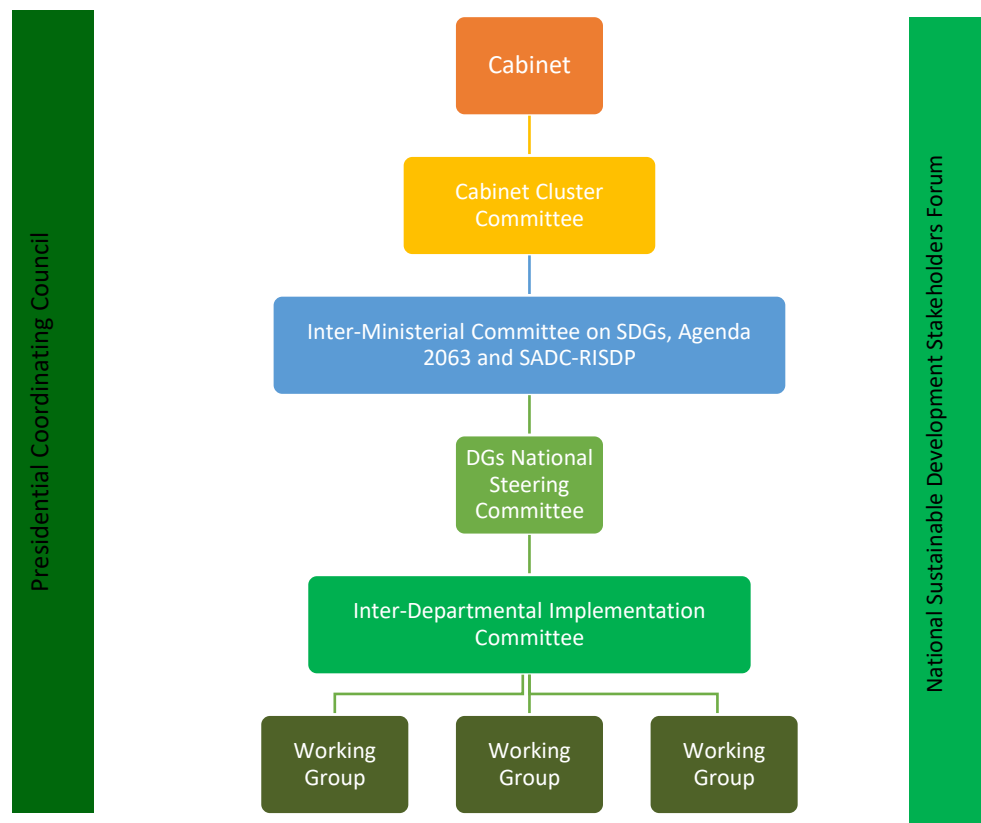 Presidential Coordinating Council
Cabinet
Cabinet Cluster
Committee
Inter-Ministerial Committee on SDGs, Agenda
2063 and SADC-RISDP
DGs National
Steering
Committee
Inter-Departmental Implementation
Committee
Working
Group
Working
Group
Working
Group
National Sustainable Development Stakeholders Forum